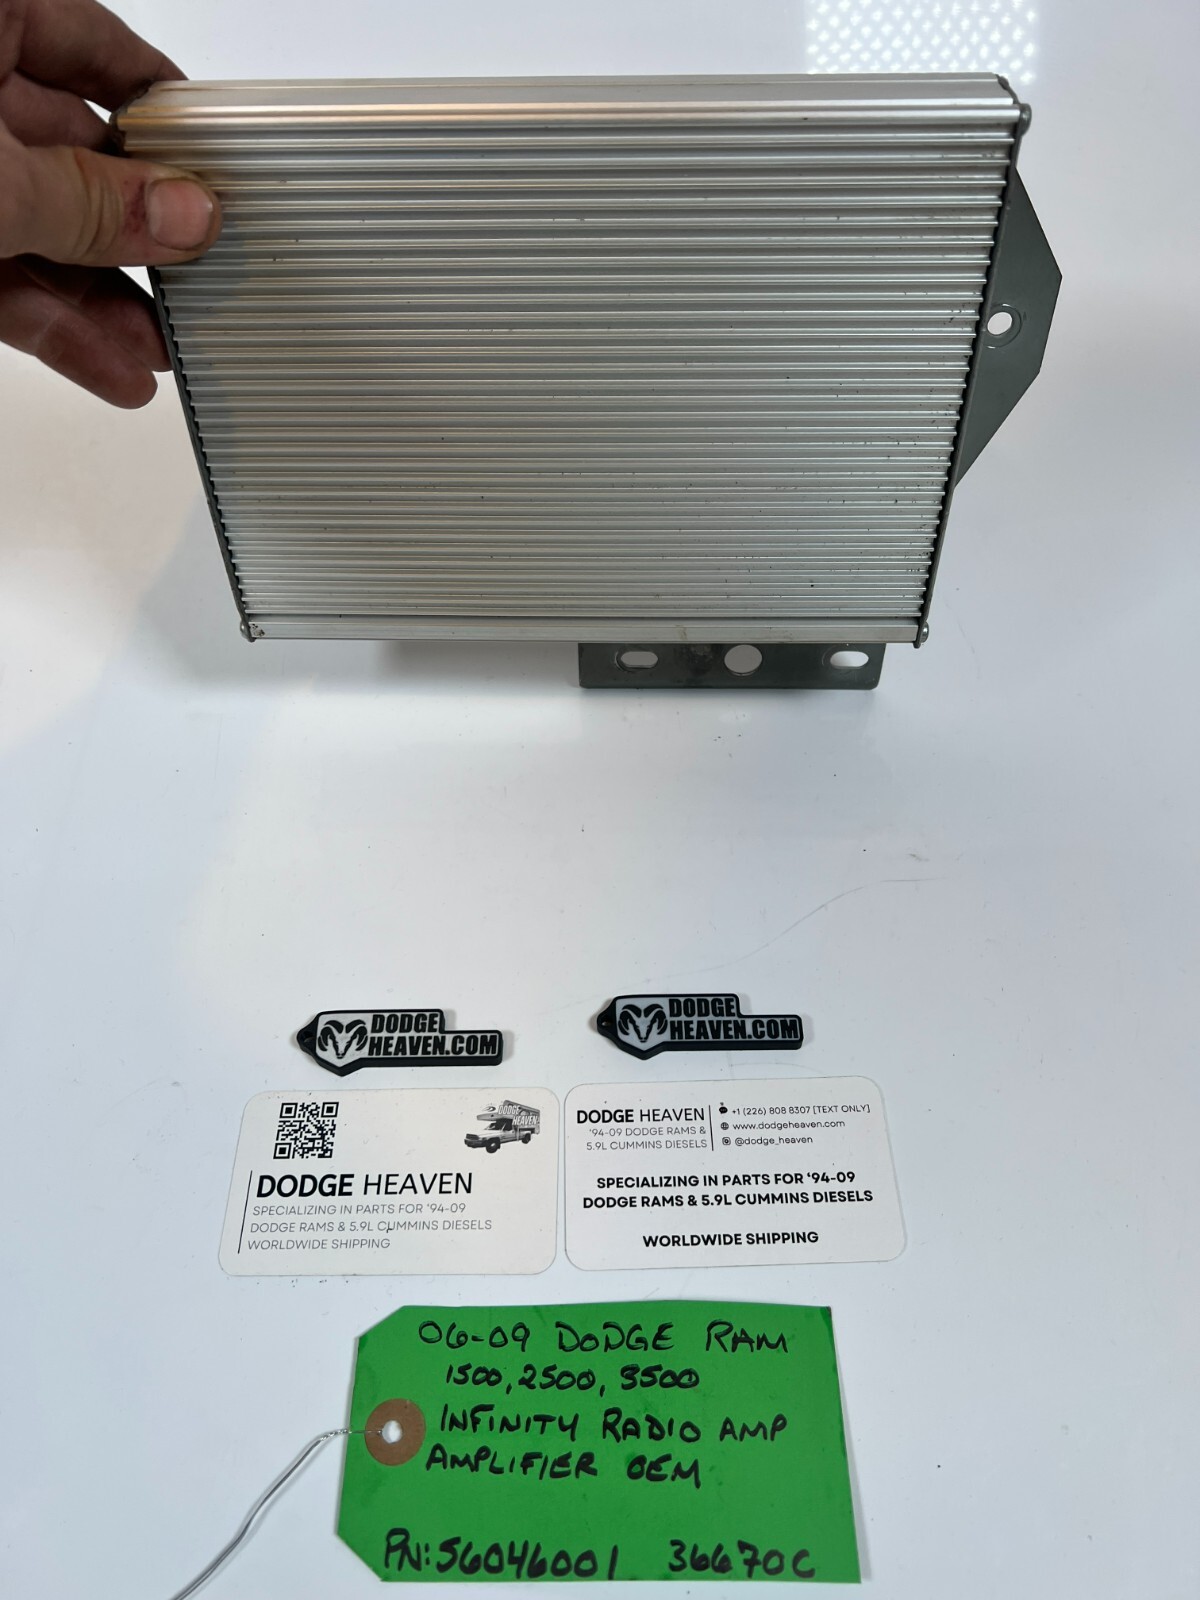 DODGE
HEAVEN.COM
DODGE
HEAVEN.COM
DODGE
HEAVEN
DODGE HEAVEN
SPECIALIZING IN PARTS FOR '94-09
DODGE RAMS & 5.9L CUMMINS DIESELS
WORLDWIDE SHIPPING
DODGE HEAVEN
'94-09 DODGE RAMS &
5.9L CUMMINS DIESELS
+1 (226) 808 8307 [TEXT ONLY]
www.dodgeheaven.com
@dodge_heaven
SPECIALIZING IN PARTS FOR '94-09
DODGE RAMS & 5.9L CUMMINS DIESELS
WORLDWIDE SHIPPING
06-09 DODGE RAM
1500, 2500, 3500
INFINITY RADIO AMP
AMPLIFIER OEM
PN: 56046001 36670C